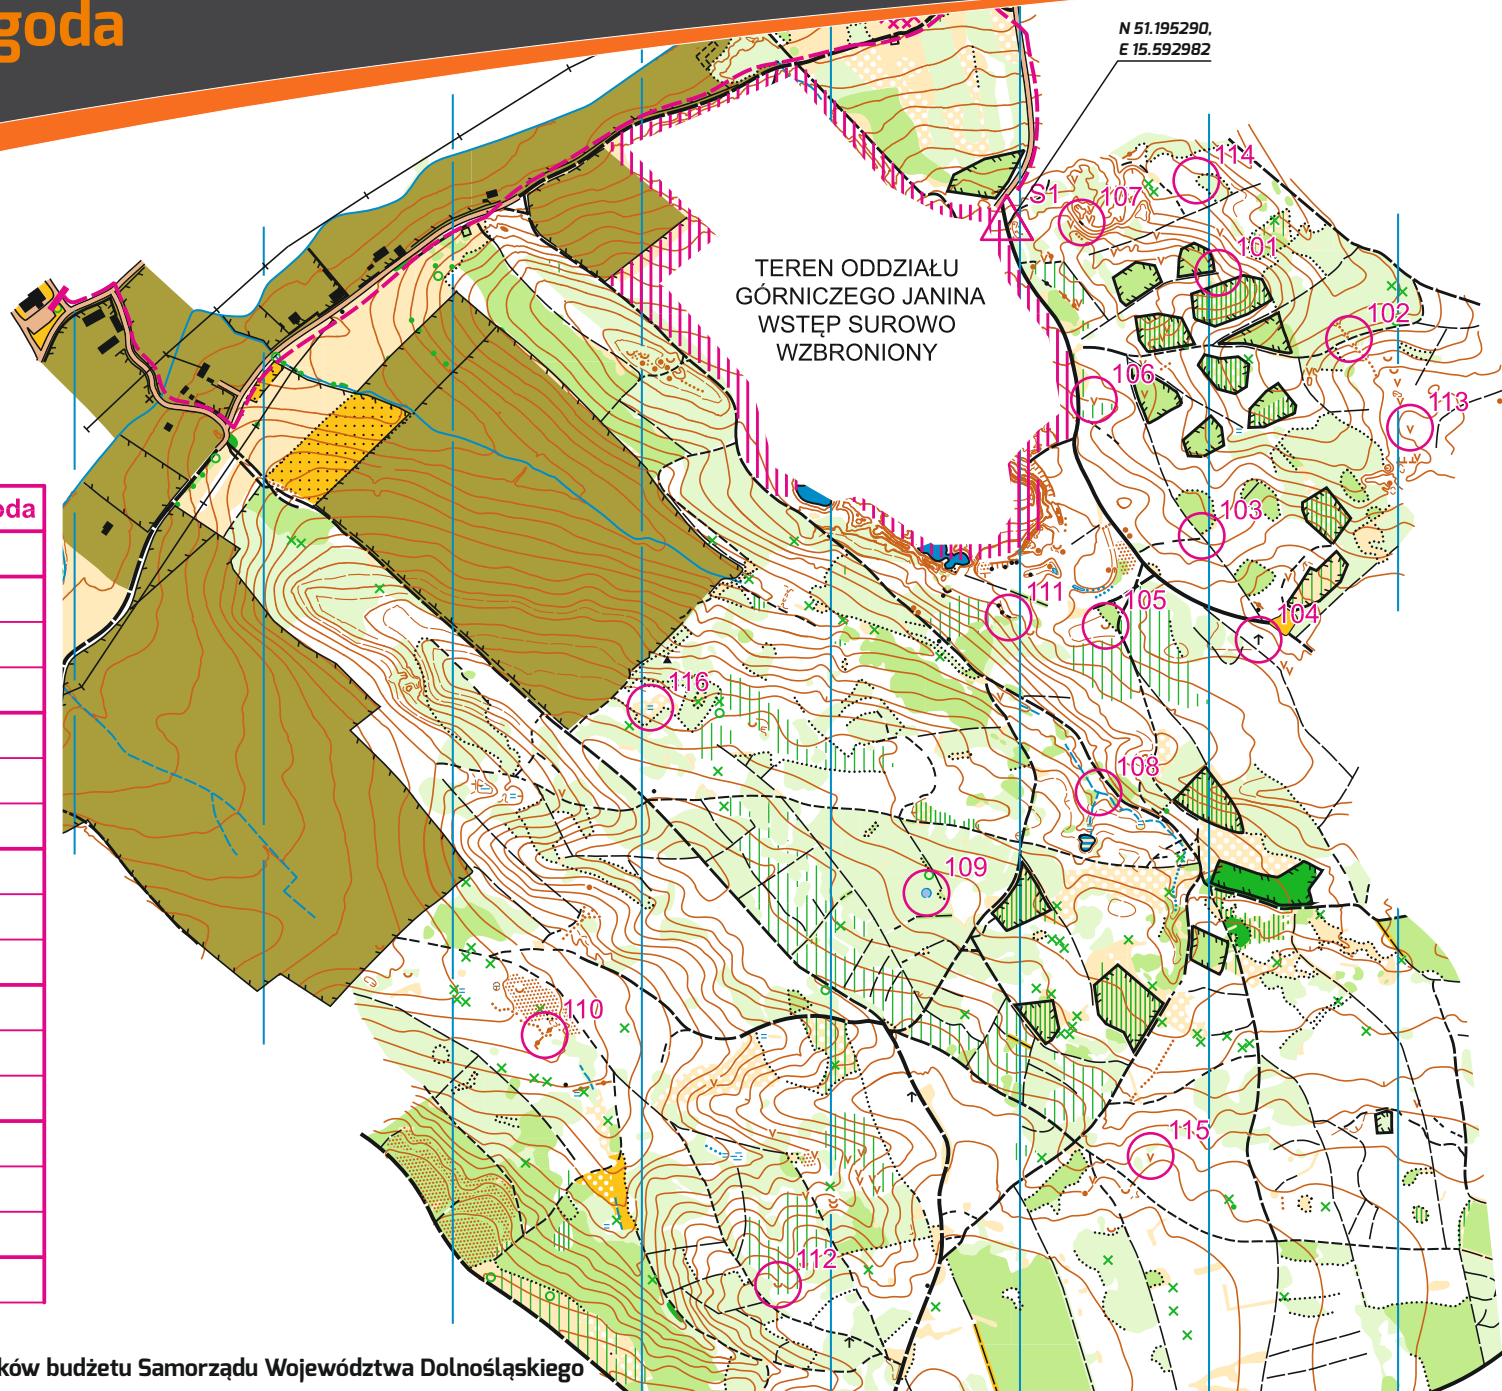 goda
N 51.195290,
E 15.592982
114
S1
107
101
TEREN ODDZIAŁU
GÓRNICZEGO JANINA
WSTĘP SUROWO
WZBRONIONY
102
106
113
oda
103
111
105
104
116
108
109
110
115
112
ków budżetu Samorządu Województwa Dolnośląskiego